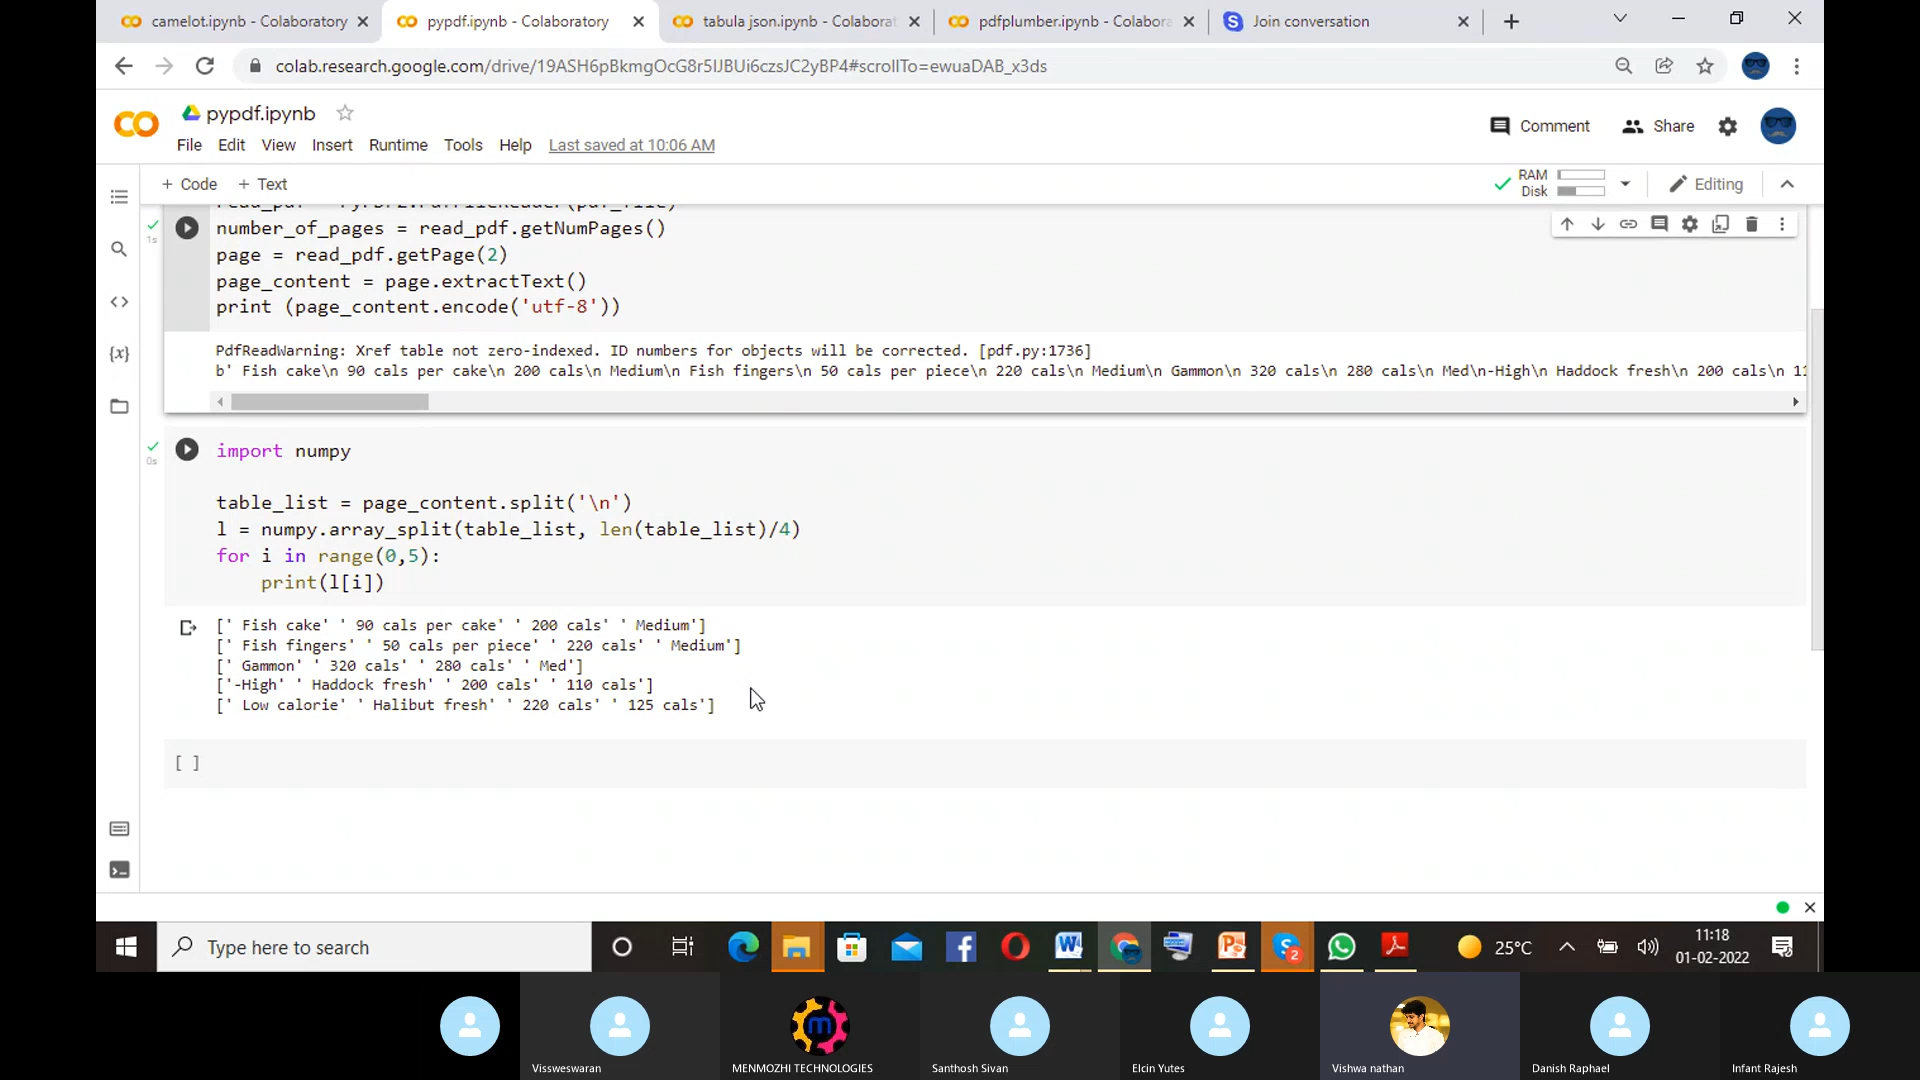 camelot.ipynb - Colaboratory
pypdf.ipynb - Colaboratory
tabula json.ipynb - Colaborat
pdfplumber.ipynb - Colabora
Join conversation
colab.research.google.com/drive/19ASH6pBkmgOcG8r5IJBUi6czsJC2yBP4#scrollTo=ewuaDAB_x3ds
pypdf.ipynb
Comment
Share
File Edit View Insert Runtime Tools Help Last saved at 10:06 AM
+ Code + Text
RAM
Disk
Editing
read_pdf = PyPDF2.PdfFileReader(pdf_file)
number_of_pages = read_pdf.getNumPages()
page = read_pdf.getPage(2)
page_content = page.extractText()
print (page_content.encode('utf-8'))
1s
PdfReadWarning: Xref table not zero-indexed. ID numbers for objects will be corrected. [pdf.py:1736]
b' Fish cake\n 90 cals per cake\n 200 cals\n Medium\n Fish fingers\n 50 cals per piece\n 220 cals\n Medium\n Gammon\n 320 cals\n 280 cals\n Med\n-High\n Haddock fresh\n 200 cals\n 11
0s
import numpy
table_list = page_content.split('\n')
l = numpy.array_split(table_list, len(table_list)/4)
for i in range(0,5):
print(l[i])
[' Fish cake' ' 90 cals per cake' ' 200 cals' ' Medium']
[' Fish fingers' ' 50 cals per piece' ' 220 cals' ' Medium']
[' Gammon' ' 320 cals' ' 280 cals' ' Med']
['-High' ' Haddock fresh' ' 200 cals' ' 110 cals']
[' Low calorie' ' Halibut fresh' ' 220 cals' ' 125 cals']
[ ]
Type here to search
2
25°C
11:18
01-02-2022
Vissweswaran
MENMOZHI TECHNOLOGIES
Santhosh Sivan
Elcin Yutes
Vishwa nathan
Danish Raphael
Infant Rajesh